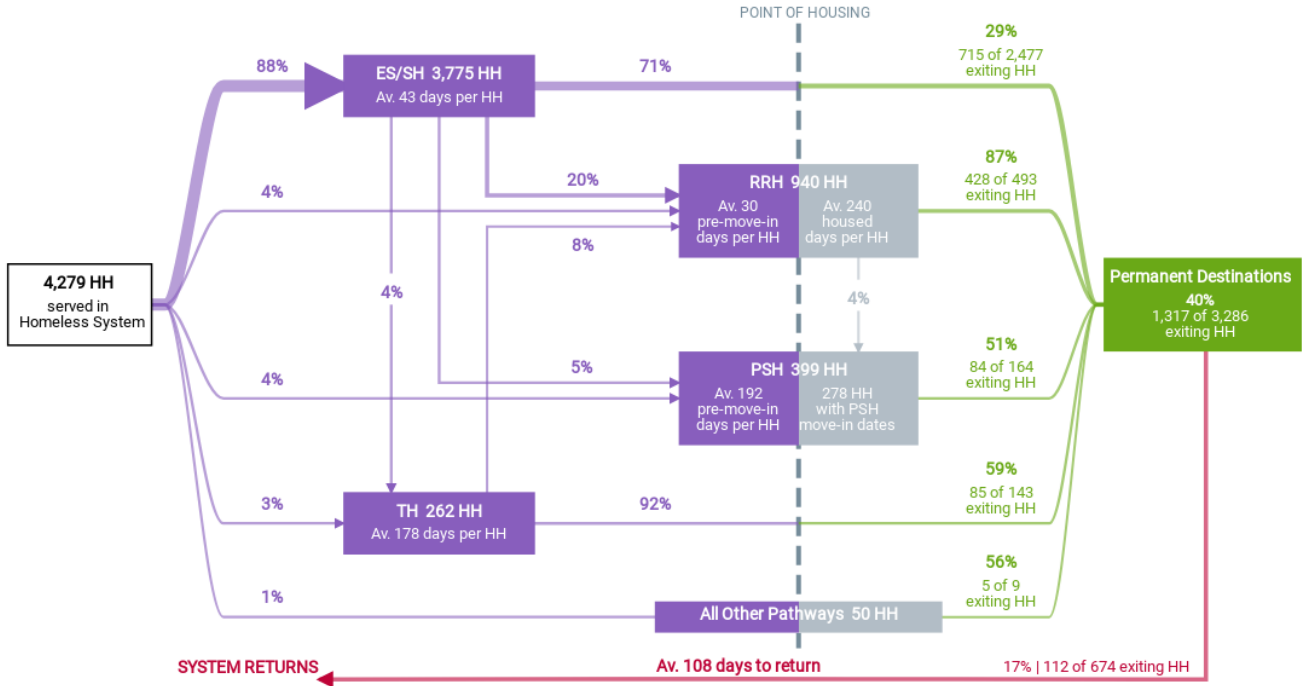 POINT OF HOUSING
88%
ES/SH 3,775 HH
Av. 43 days per HH
71%
29%
715 of 2,477
exiting HH
4%
20%
8%
RRH 940 HH
Av. 30
pre-move-in
days per HH
Av. 240
housed
days per HH
87%
428 of 493
exiting HH
4,279 HH
served in
Homeless System
4%
4%
Permanent Destinations
40%
1,317 of 3,286
exiting HH
4%
5%
PSH 399 HH
Av. 192
pre-move-in
days per HH
278 HH
with PSH
move-in dates
51%
84 of 164
exiting HH
3%
TH 262 HH
Av. 178 days per HH
92%
59%
85 of 143
exiting HH
1%
All Other Pathways 50 HH
56%
5 of 9
exiting HH
SYSTEM RETURNS
Av. 108 days to return
17% | 112 of 674 exiting HH